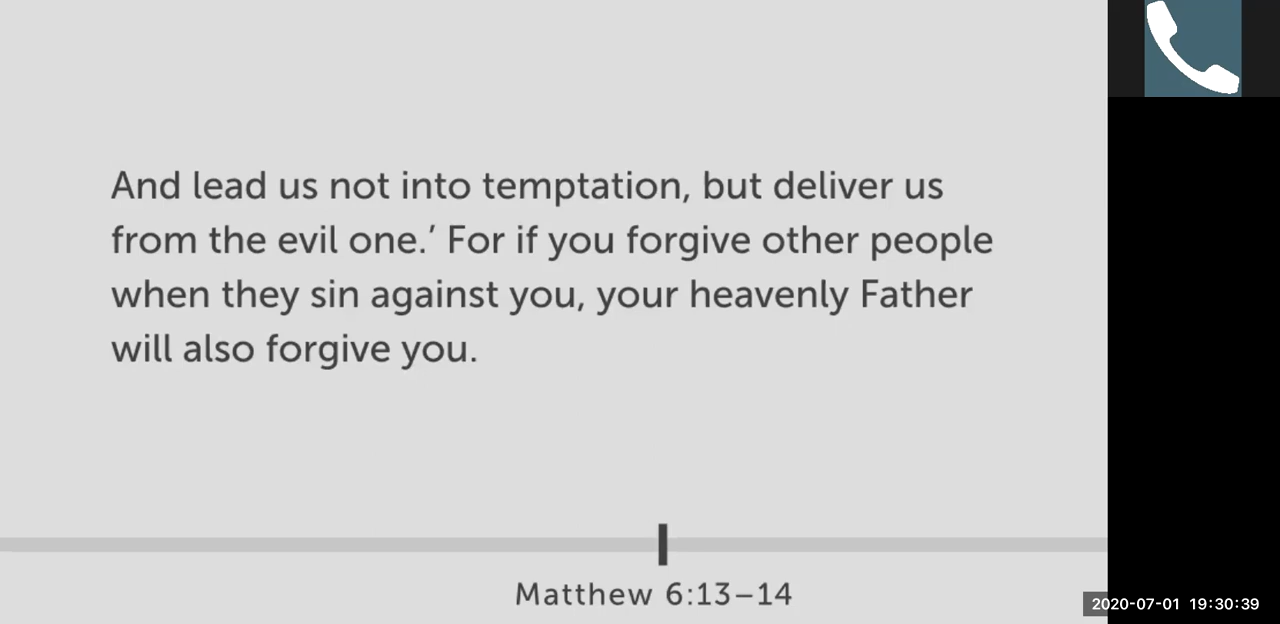 And lead us not into temptation, but deliver us
from the evil one.’ For if you forgive other people
when they sin against you, your heavenly Father
will also forgive you.
Matthew 6:13–14
2020-07-01 19:30:39